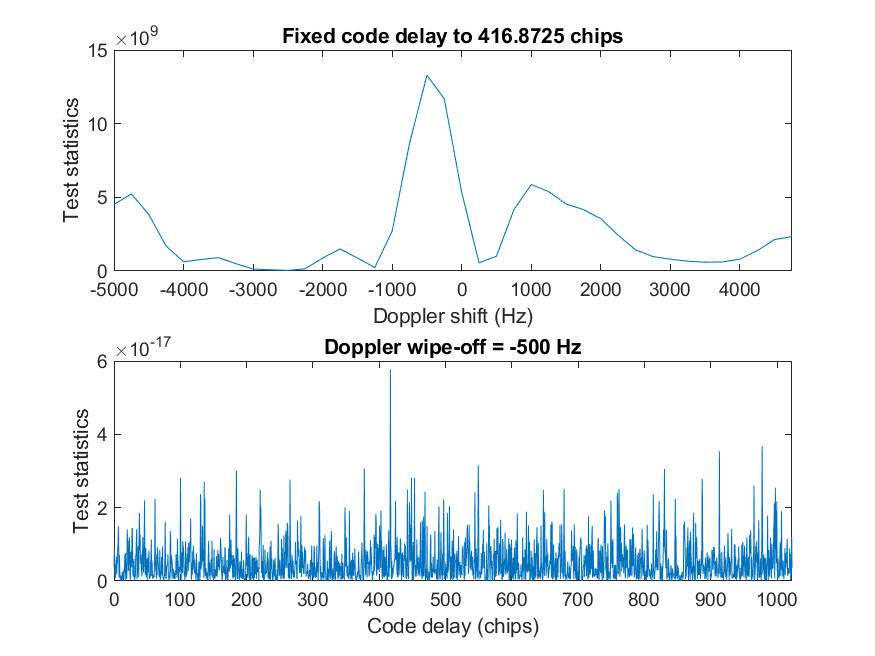 ×10^9
Fixed code delay to 416.8725 chips
15
10
5
0
Test statistics
-5000 -4000 -3000 -2000 -1000 0 1000 2000 3000 4000
Doppler shift (Hz)
×10^-17
Doppler wipe-off = -500 Hz
6
4
2
0
Test statistics
0 100 200 300 400 500 600 700 800 900 1000
Code delay (chips)